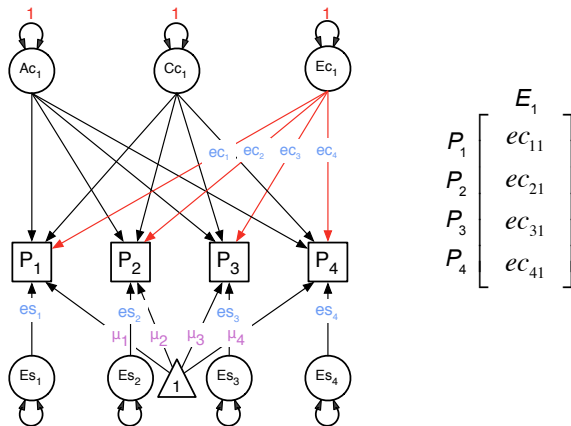 1 1 1
Ac₁ Cc₁ Ec₁
E₁
ec₁ ec₂ ec₃ ec₄
P₁ ec₁₁
P₂ ec₂₁
P₃ ec₃₁
P₄ ec₄₁
P₁ P₂ P₃ P₄
es₁ es₂ es₃ es₄
μ₁ μ₂ μ₃ μ₄
Es₁ Es₂ 1 Es₃ Es₄